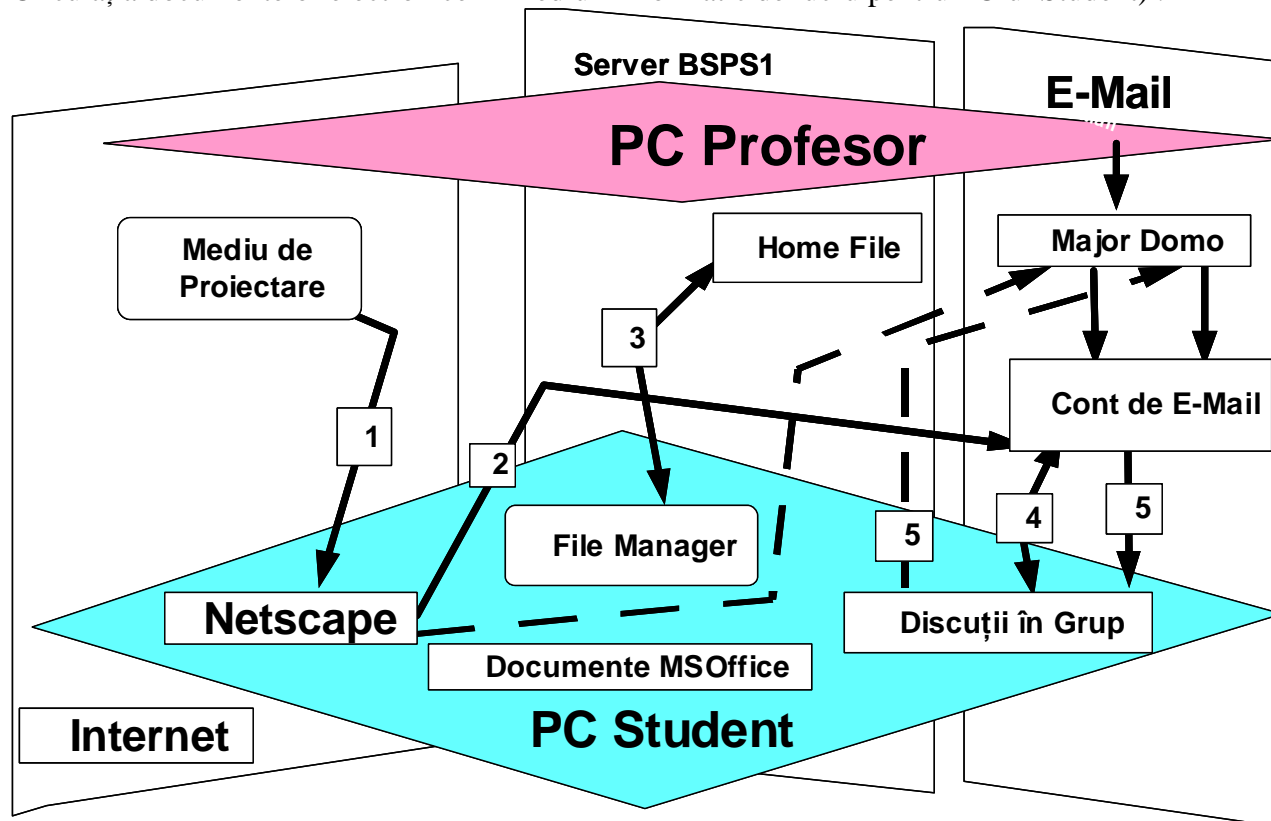 Server BSPS1
E-Mail
PC Profesor
Major Domo
Home File
Mediu de
Proiectare
3
Cont de E-Mail
1
2
5
4
5
File Manager
Netscape
Discuții în Grup
Documente MSOffice
PC Student
Internet